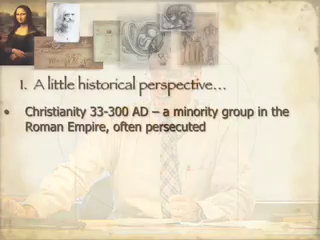 1. A little historical perspective…
• Christianity 33-300 AD – a minority group in the
Roman Empire, often persecuted